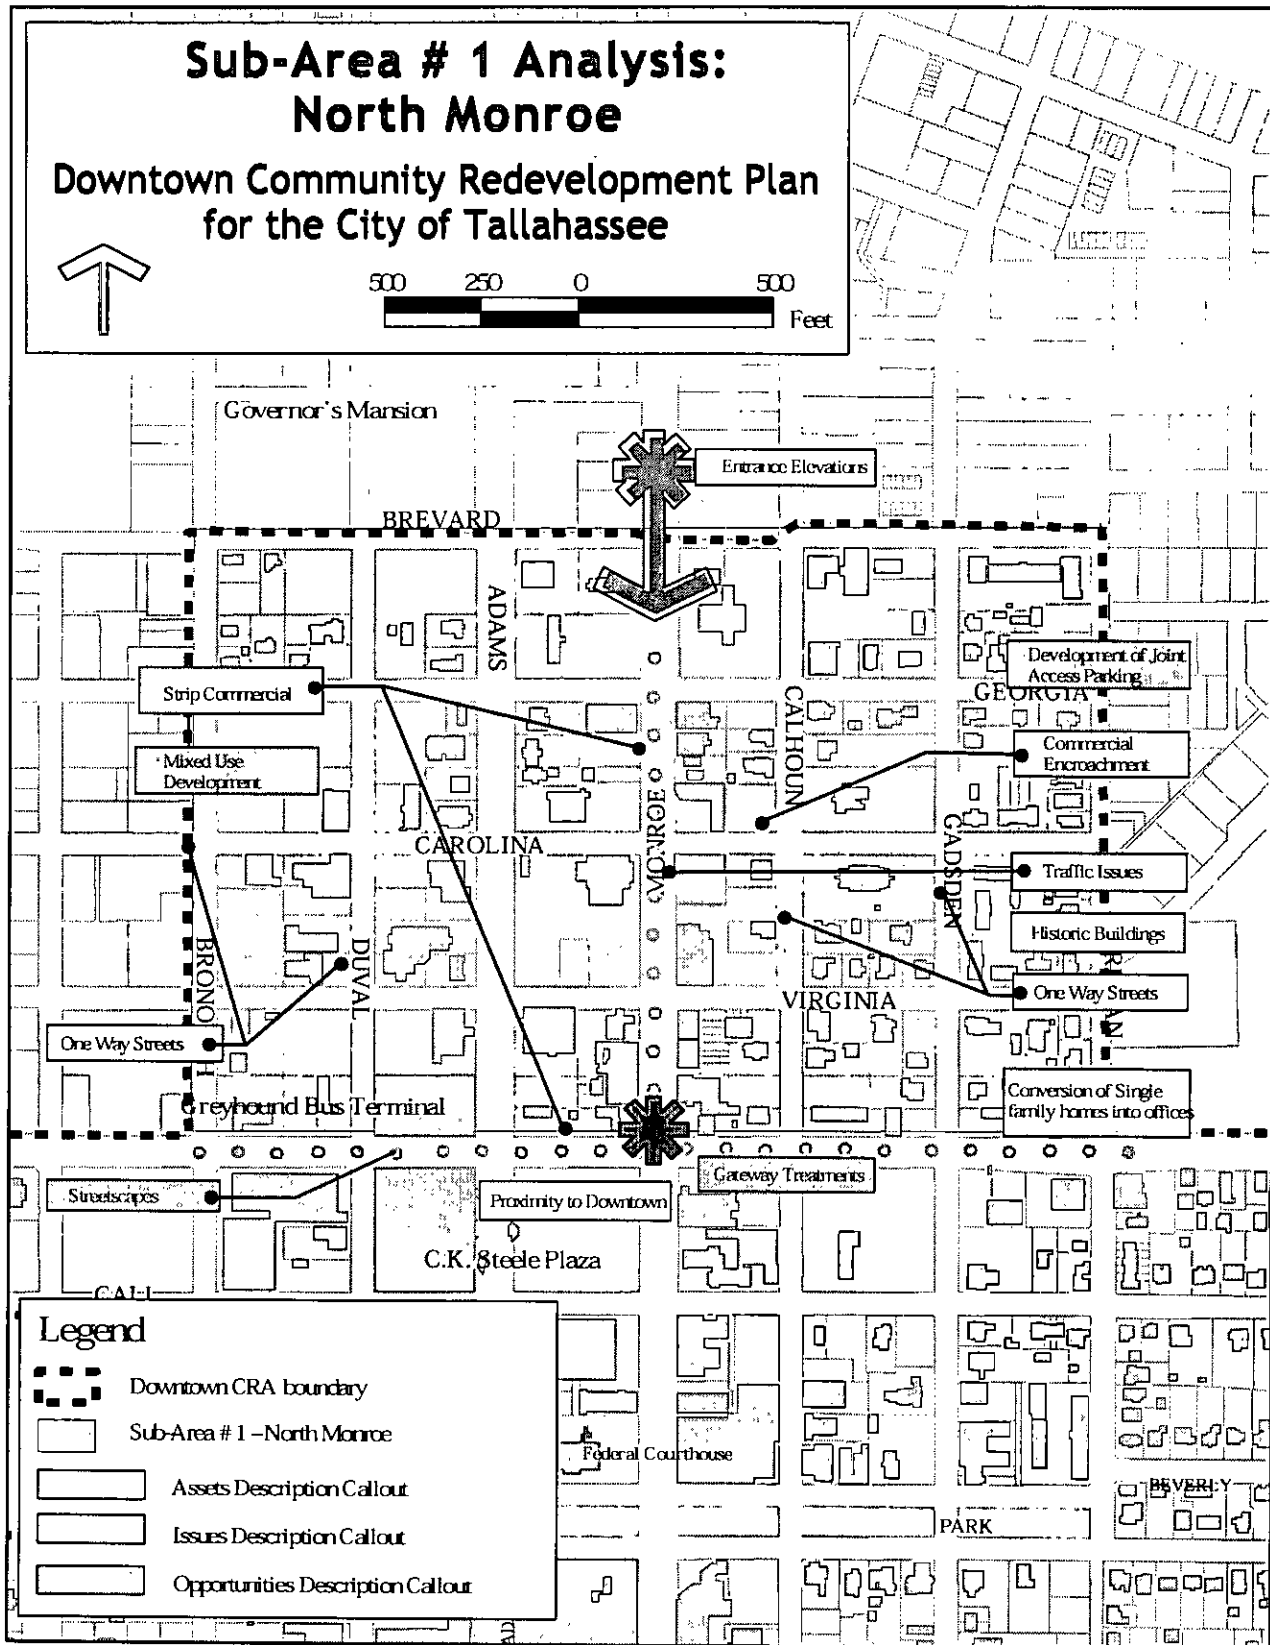 Sub-Area # 1 Analysis:
North Monroe
Downtown Community Redevelopment Plan
for the City of Tallahassee
500 250 0 500
Feet
Governor's Mansion
Entrance Elevations
BREVARD
ADAMS
Development of Joint
Access Parking
GEORGIA
Strip Commercial
CALHOUN
Commercial
Encroachment
Mixed Use
Development
MONROE
CAROLINA
GADSDEN
Traffic Issues
Historic Buildings
DUVAL
VIRGINIA
One Way Streets
One Way Streets
Conversion of Single
family homes into offices
Greyhound Bus Terminal
Gateway Treatments
Streetscapes
Proximity to Downtown
C.K. Steele Plaza
CALL
Legend
Downtown CRA boundary
Sub-Area # 1 – North Monroe
Assets Description Callout
Issues Description Callout
Opportunities Description Callout
Federal Courthouse
BEVERLY
PARK